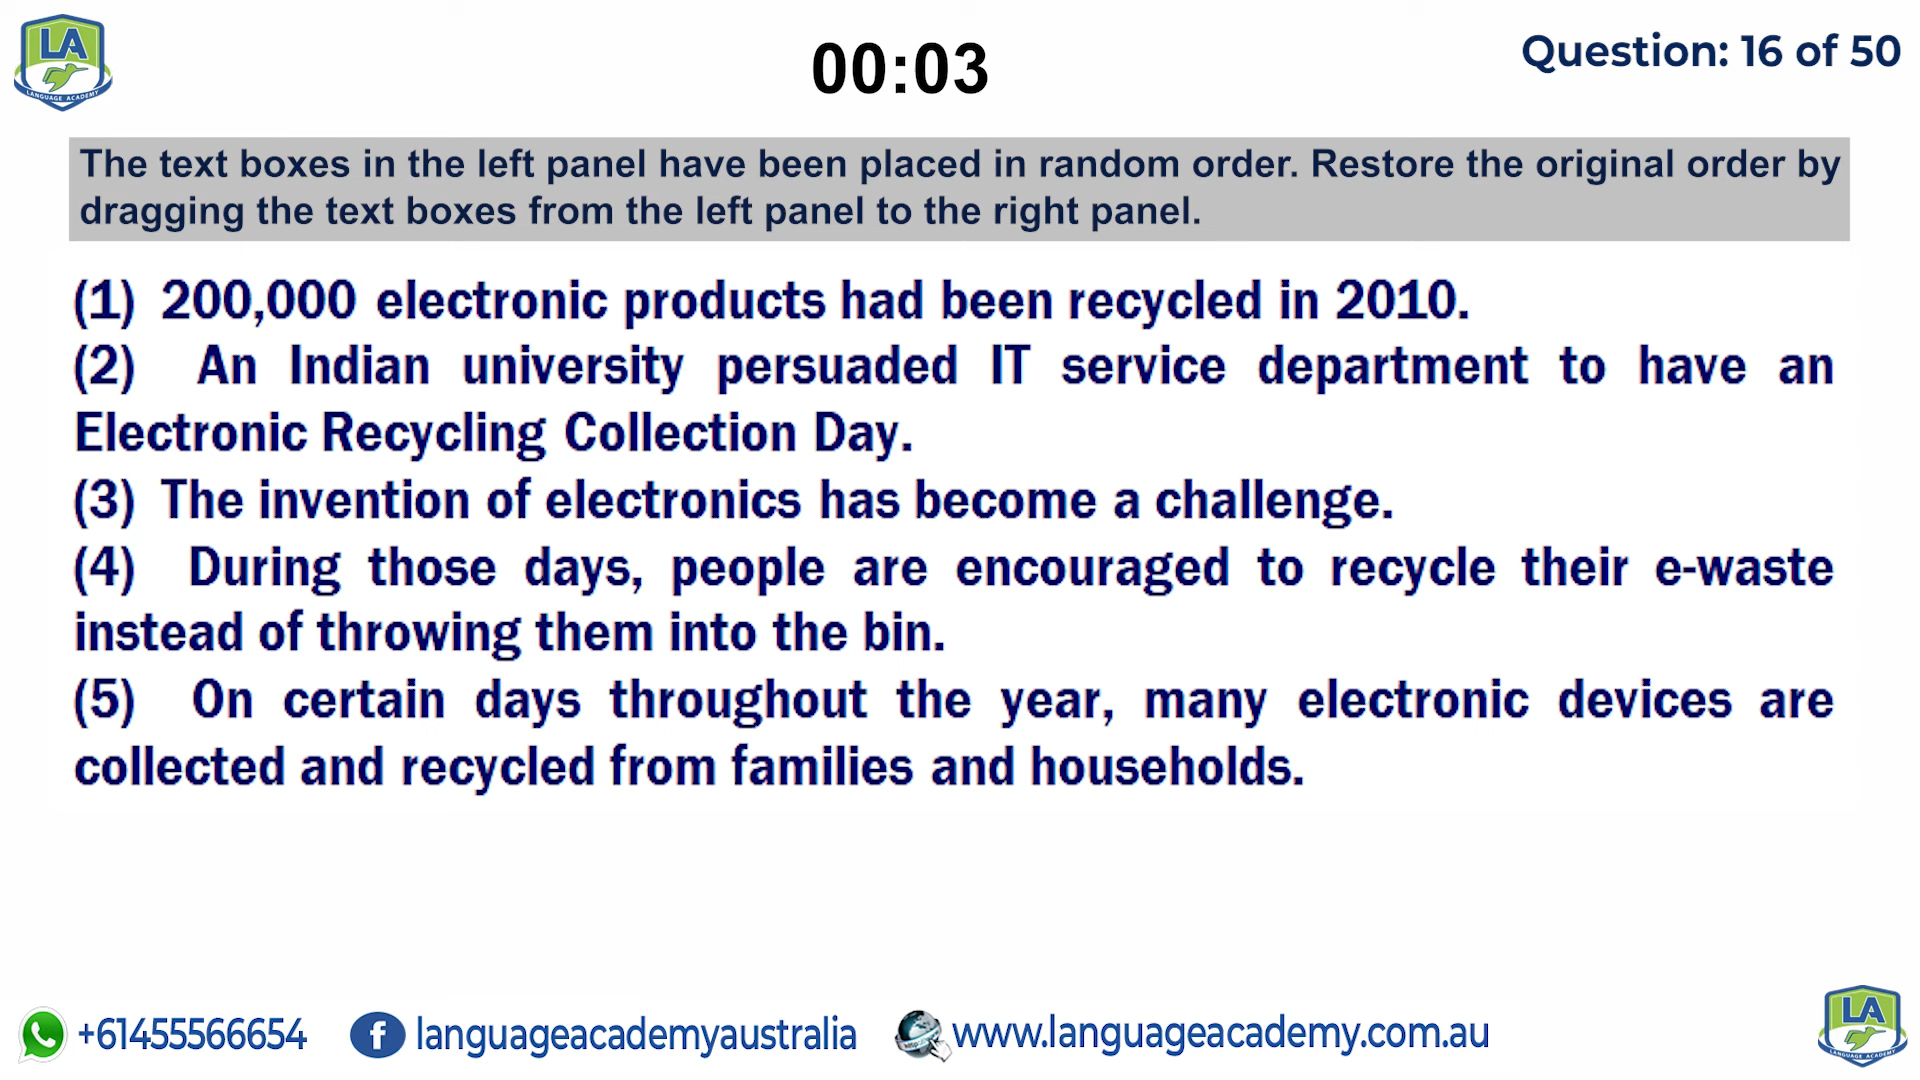 LA
LANGUAGE ACADEMY
00:03
Question: 16 of 50
The text boxes in the left panel have been placed in random order. Restore the original order by
dragging the text boxes from the left panel to the right panel.
(1) 200,000 electronic products had been recycled in 2010.
(2) An Indian university persuaded IT service department to have an
Electronic Recycling Collection Day.
(3) The invention of electronics has become a challenge.
(4) During those days, people are encouraged to recycle their e-waste
instead of throwing them into the bin.
(5) On certain days throughout the year, many electronic devices are
collected and recycled from families and households.
+61455566654
f languageacademyaustralia
www.languageacademy.com.au
LA
LANGUAGE ACADEMY